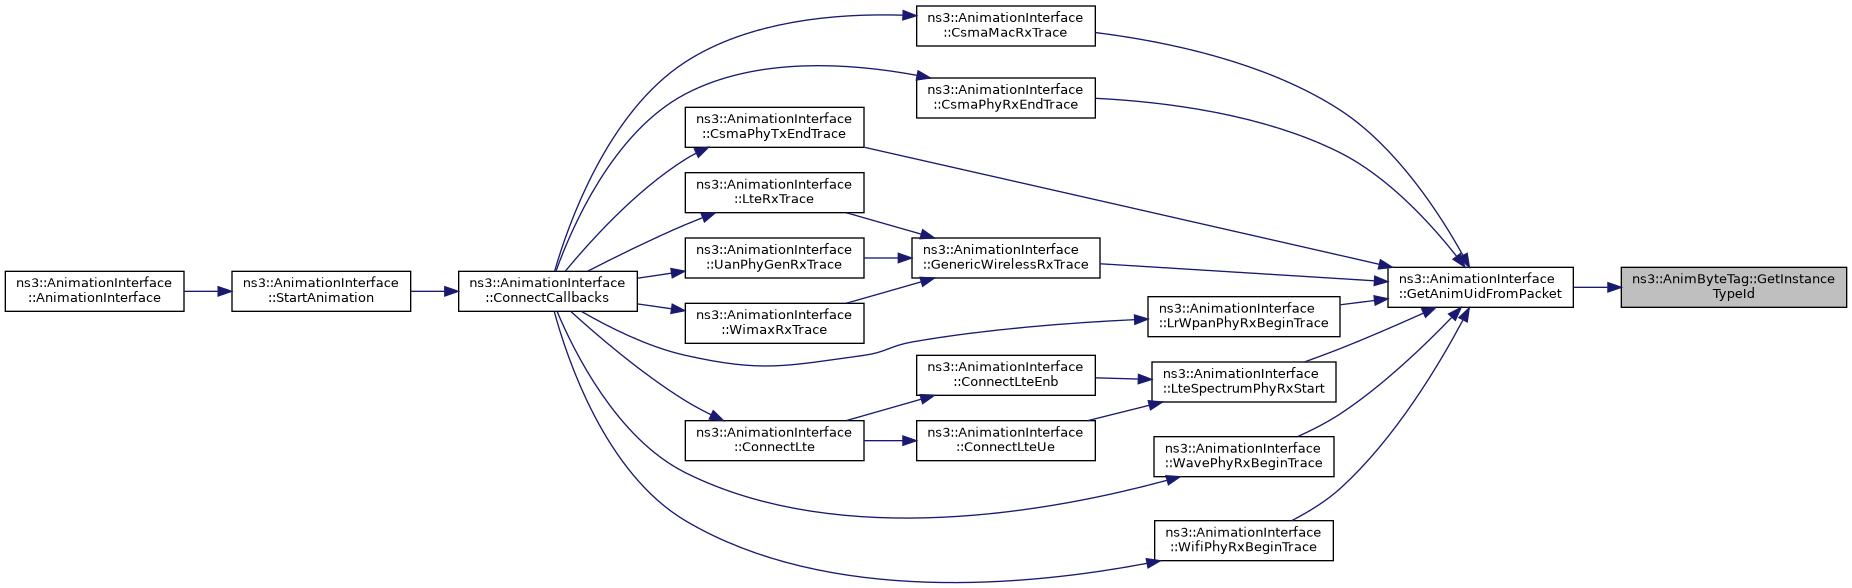 ns3::AnimationInterface
::CsmaMacRxTrace
ns3::AnimationInterface
::CsmaPhyRxEndTrace
ns3::AnimationInterface
::CsmaPhyTxEndTrace
ns3::AnimationInterface
::LteRxTrace
ns3::AnimationInterface
::UanPhyGenRxTrace
ns3::AnimationInterface
::GenericWirelessRxTrace
ns3::AnimationInterface
::AnimationInterface
ns3::AnimationInterface
::StartAnimation
ns3::AnimationInterface
::ConnectCallbacks
ns3::AnimationInterface
::GetAnimUidFromPacket
ns3::AnimByteTag::GetInstance
TypeId
ns3::AnimationInterface
::WimaxRxTrace
ns3::AnimationInterface
::LrWpanPhyRxBeginTrace
ns3::AnimationInterface
::ConnectLteEnb
ns3::AnimationInterface
::LteSpectrumPhyRxStart
ns3::AnimationInterface
::ConnectLte
ns3::AnimationInterface
::ConnectLteUe
ns3::AnimationInterface
::WavePhyRxBeginTrace
ns3::AnimationInterface
::WifiPhyRxBeginTrace